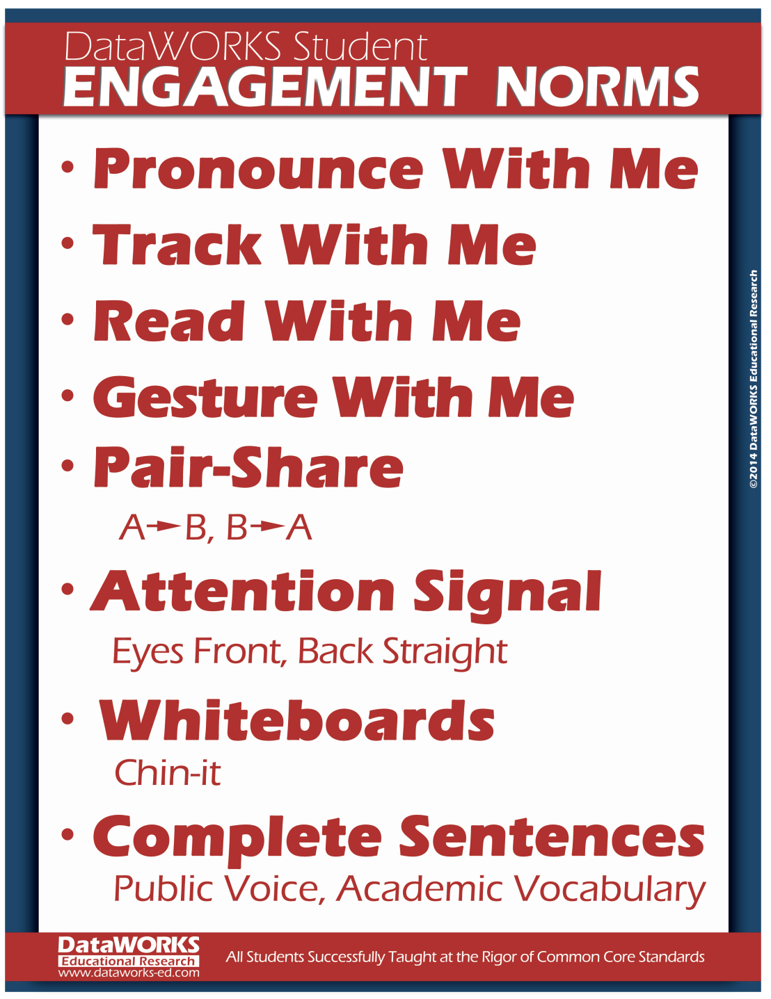 DataWORKS Student
ENGAGEMENT NORMS
• Pronounce With Me
• Track With Me
• Read With Me
• Gesture With Me
• Pair-Share
A→B, B→A
• Attention Signal
Eyes Front, Back Straight
• Whiteboards
Chin-it
• Complete Sentences
Public Voice, Academic Vocabulary
©2014 DataWORKS Educational Research
DataWORKS
Educational Research
www.dataworks-ed.com
All Students Successfully Taught at the Rigor of Common Core Standards